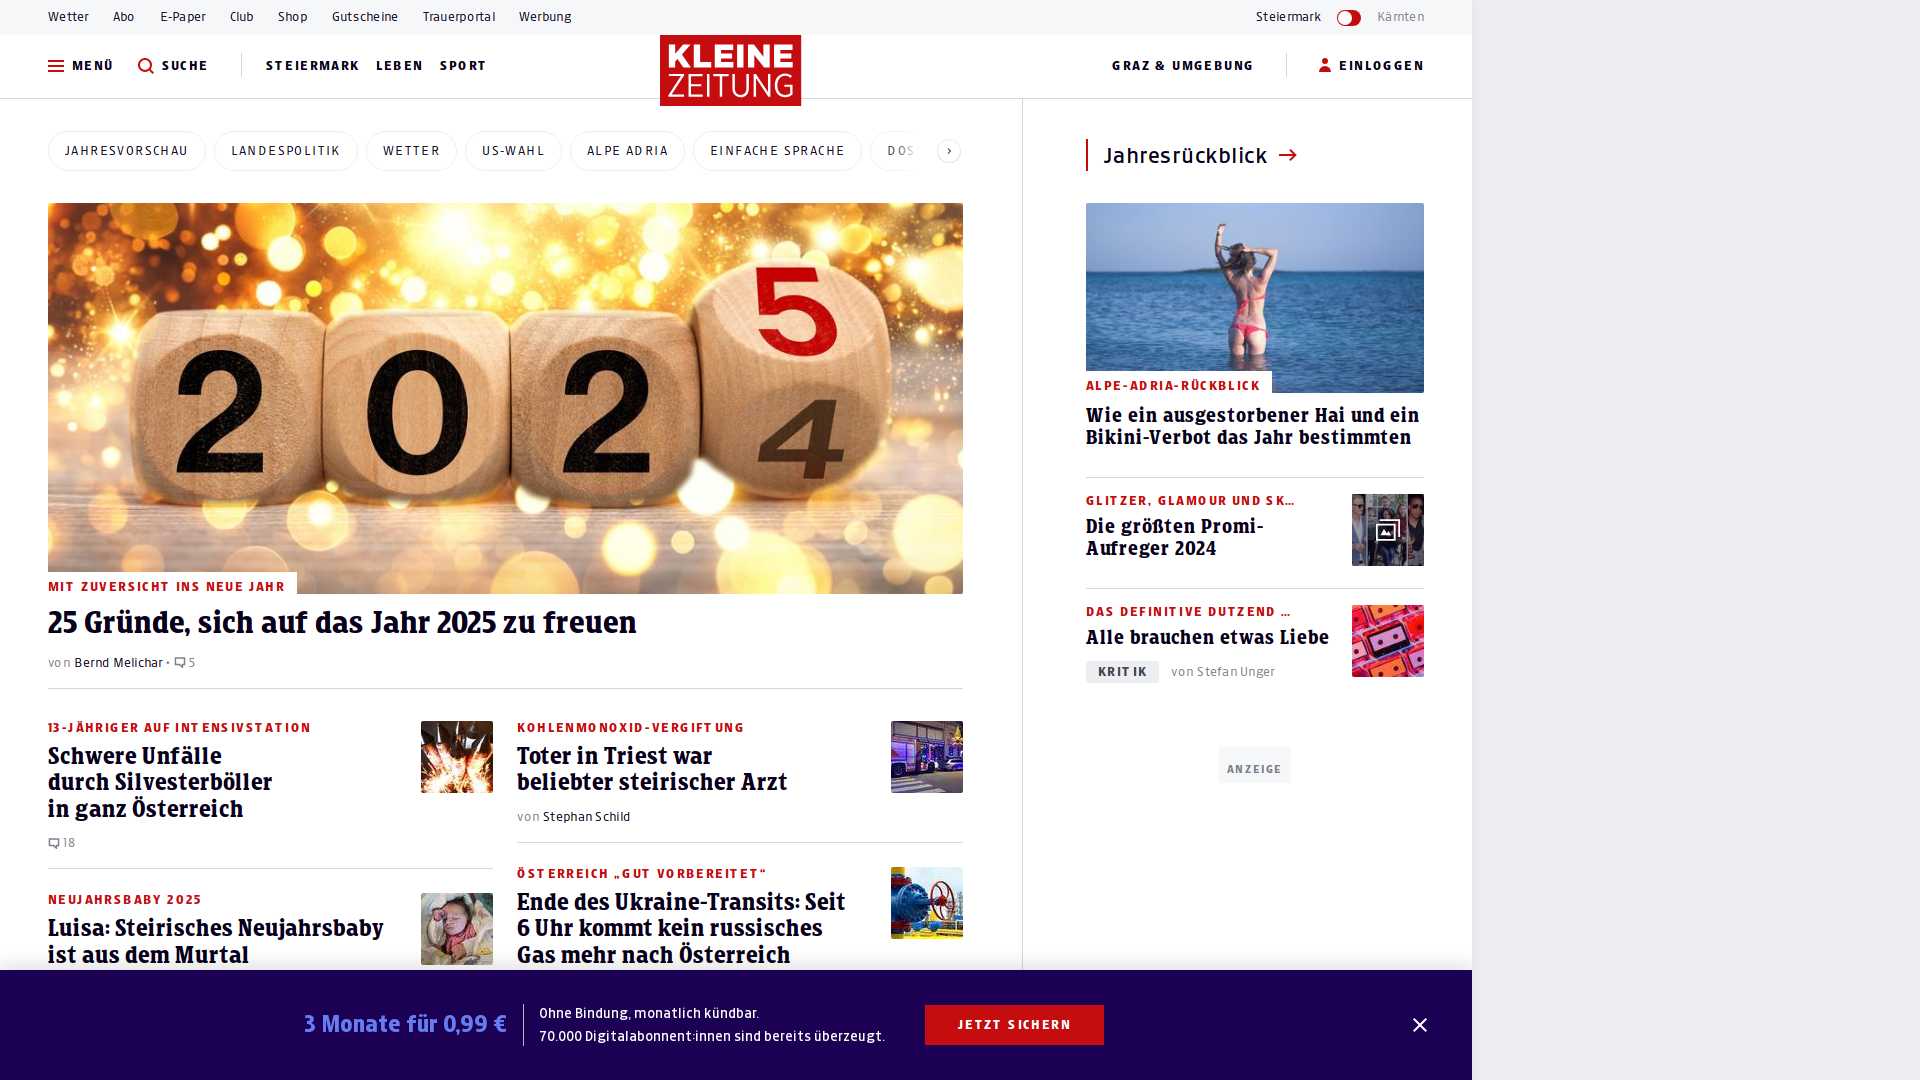 Wetter Abo E-Paper Club Shop Gutscheine Trauerportal Werbung Steiermark Kärnten
MENÜ SUCHE STEIERMARK LEBEN SPORT
KLEINE
ZEITUNG
GRAZ & UMGEBUNG EINLOGGEN
JAHRESVORSCHAU LANDESPOLITIK WETTER US-WAHL ALPE ADRIA EINFACHE SPRACHE DOS
2 0 2 5
4
MIT ZUVERSICHT INS NEUE JAHR
25 Gründe, sich auf das Jahr 2025 zu freuen
von Bernd Melichar • 5
13-JÄHRIGER AUF INTENSIVSTATION
Schwere Unfälle
durch Silvesterböller
in ganz Österreich
18
NEUJAHRSBABY 2025
Luisa: Steirisches Neujahrsbaby
ist aus dem Murtal
KOHLENMONOXID-VERGIFTUNG
Toter in Triest war
beliebter steirischer Arzt
von Stephan Schild
ÖSTERREICH „GUT VORBEREITET“
Ende des Ukraine-Transits: Seit
6 Uhr kommt kein russisches
Gas mehr nach Österreich
Jahresrückblick
ALPE-ADRIA-RÜCKBLICK
Wie ein ausgestorbener Hai und ein
Bikini-Verbot das Jahr bestimmten
GLITZER, GLAMOUR UND SK…
Die größten Promi-
Aufreger 2024
DAS DEFINITIVE DUTZEND …
Alle brauchen etwas Liebe
KRITIK von Stefan Unger
ANZEIGE
3 Monate für 0,99 €
Ohne Bindung, monatlich kündbar.
70.000 Digitalabonnent:innen sind bereits überzeugt.
JETZT SICHERN